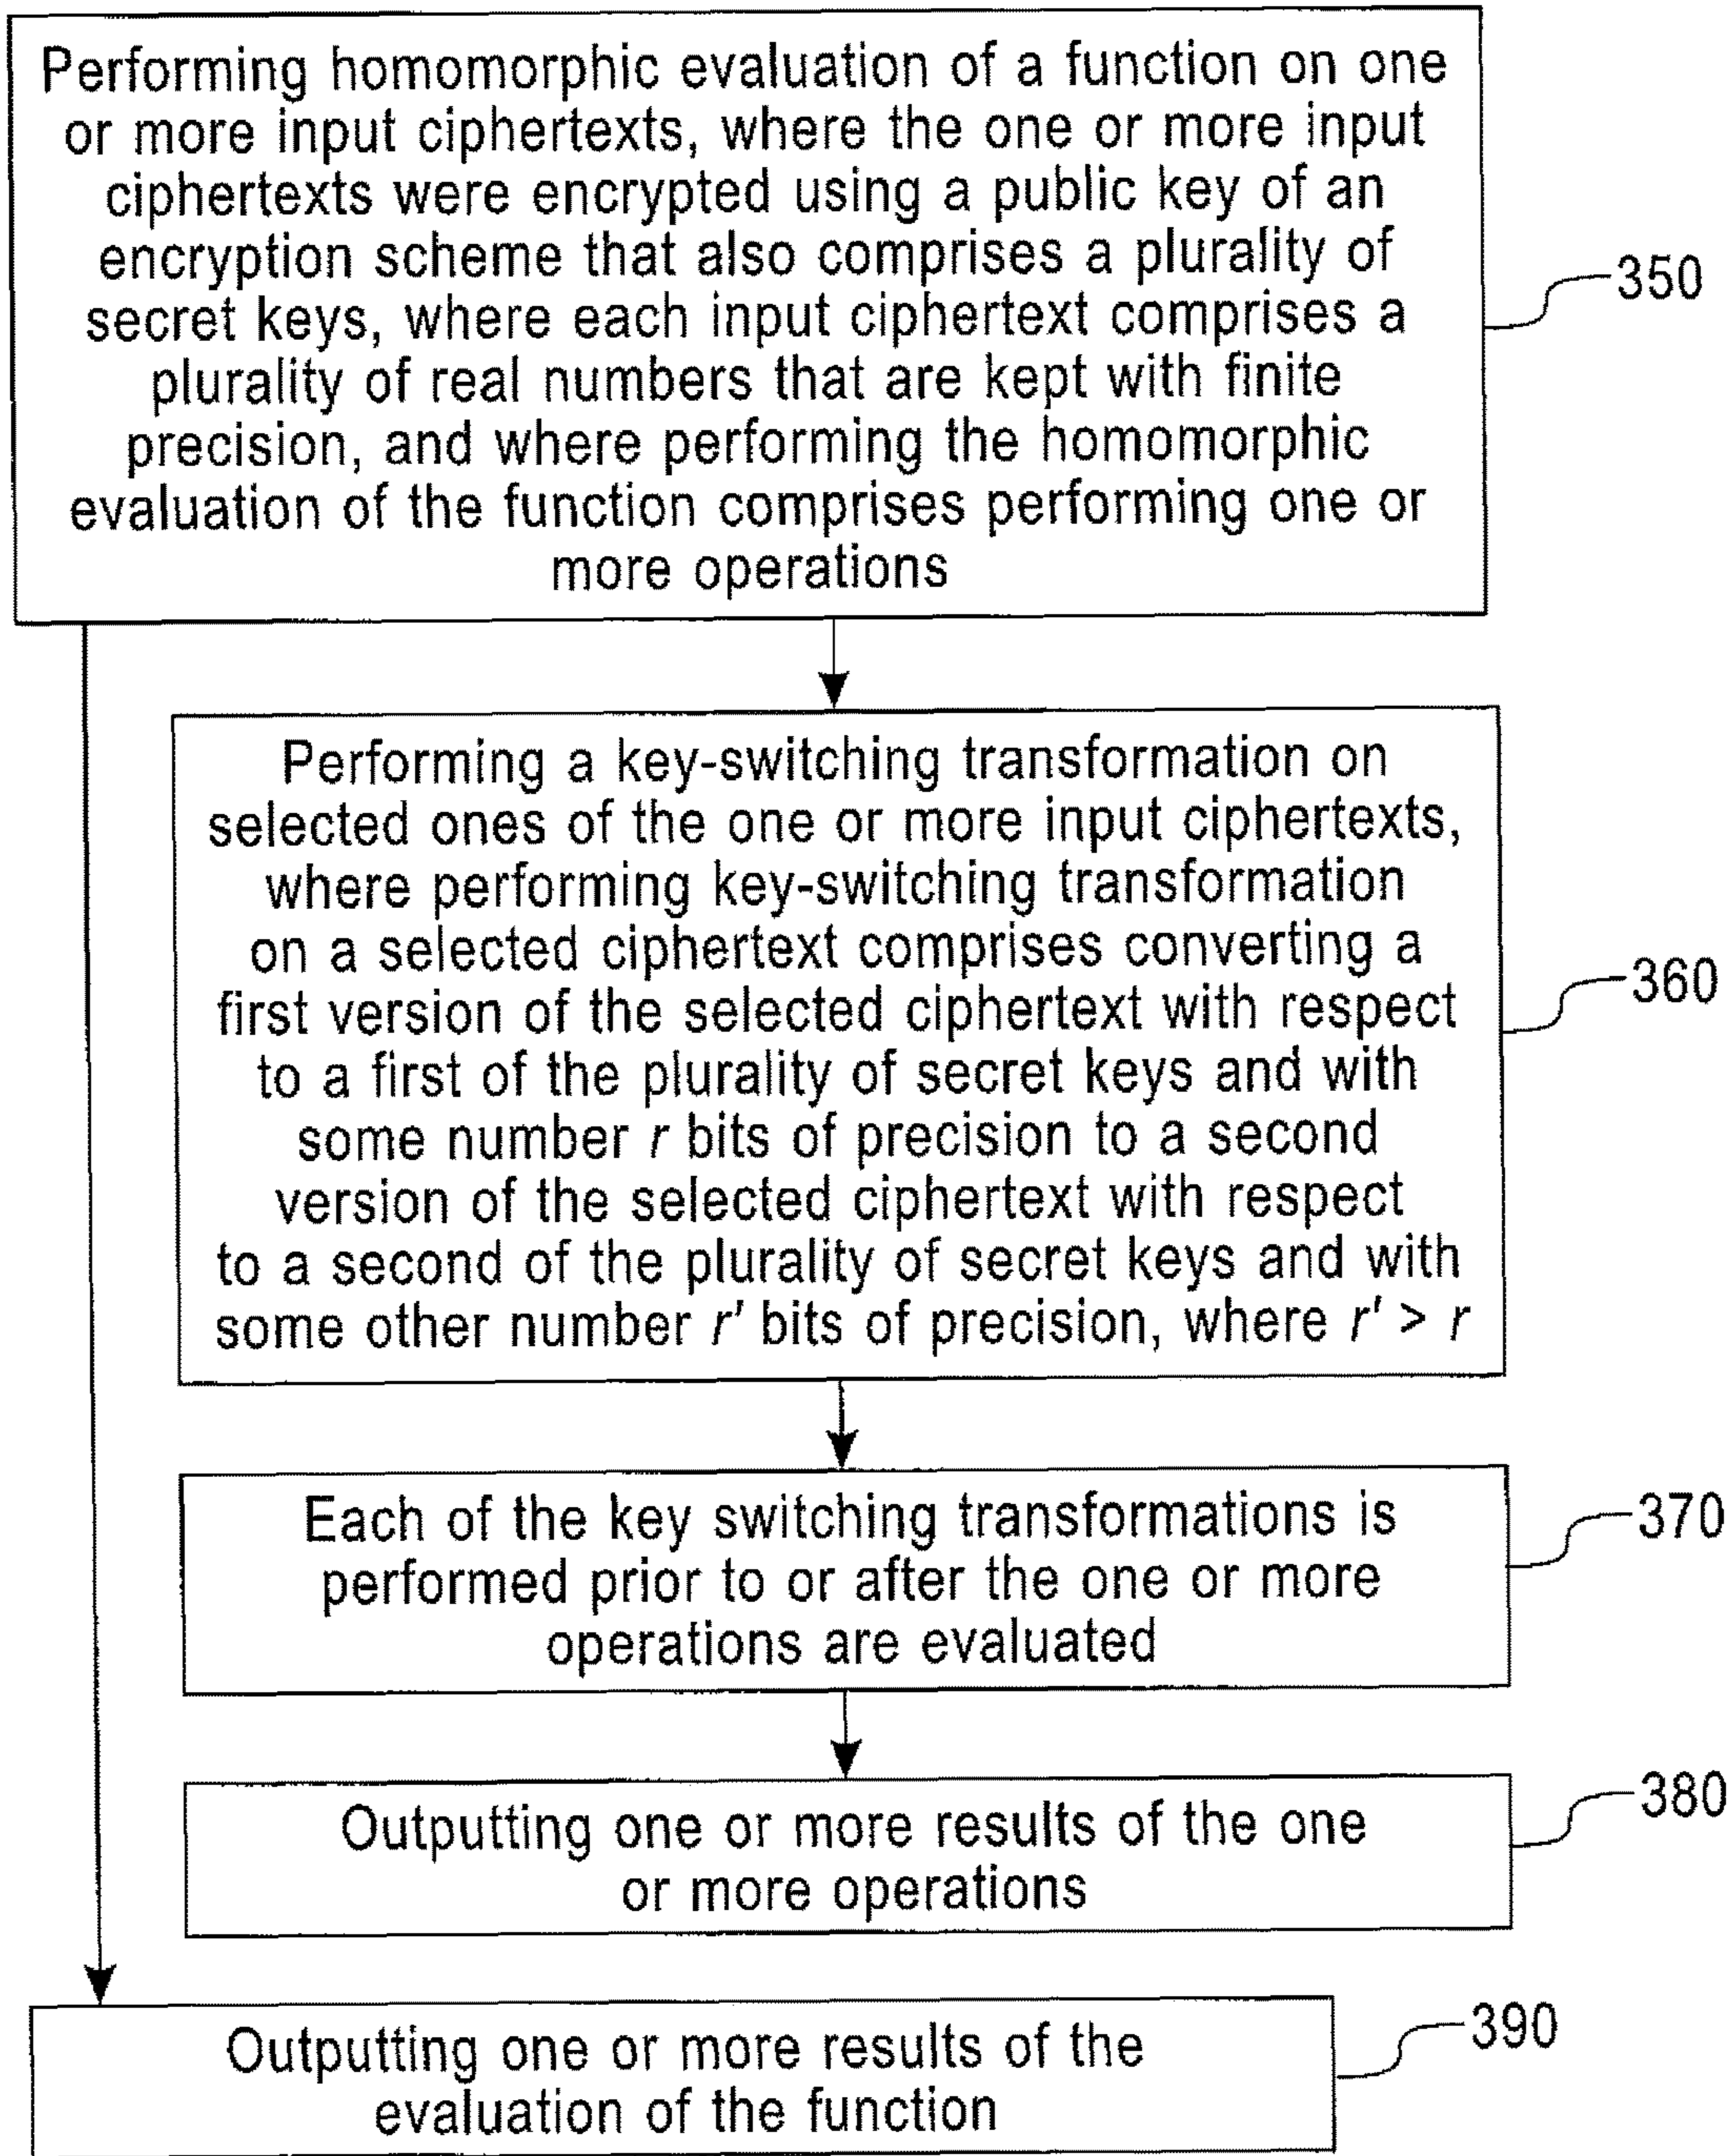 Performing homomorphic evaluation of a function on one
or more input ciphertexts, where the one or more input
ciphertexts were encrypted using a public key of an
encryption scheme that also comprises a plurality of
secret keys, where each input ciphertext comprises a
plurality of real numbers that are kept with finite
precision, and where performing the homomorphic
evaluation of the function comprises performing one or
more operations
350
Performing a key-switching transformation on
selected ones of the one or more input ciphertexts,
where performing key-switching transformation
on a selected ciphertext comprises converting a
first version of the selected ciphertext with respect
to a first of the plurality of secret keys and with
some number r bits of precision to a second
version of the selected ciphertext with respect
to a second of the plurality of secret keys and with
some other number r' bits of precision, where r' > r
360
Each of the key switching transformations is
performed prior to or after the one or more
operations are evaluated
370
Outputting one or more results of the one
or more operations
380
Outputting one or more results of the
evaluation of the function
390